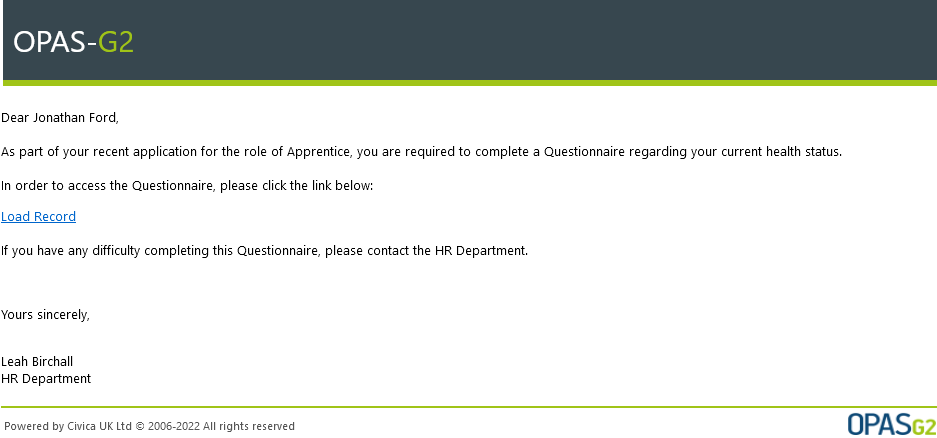 OPAS-G2
Dear Jonathan Ford,
As part of your recent application for the role of Apprentice, you are required to complete a Questionnaire regarding your current health status.
In order to access the Questionnaire, please click the link below:
Load Record
If you have any difficulty completing this Questionnaire, please contact the HR Department.
Yours sincerely,
Leah Birchall
HR Department
Powered by Civica UK Ltd © 2006-2022 All rights reserved
OPASG2